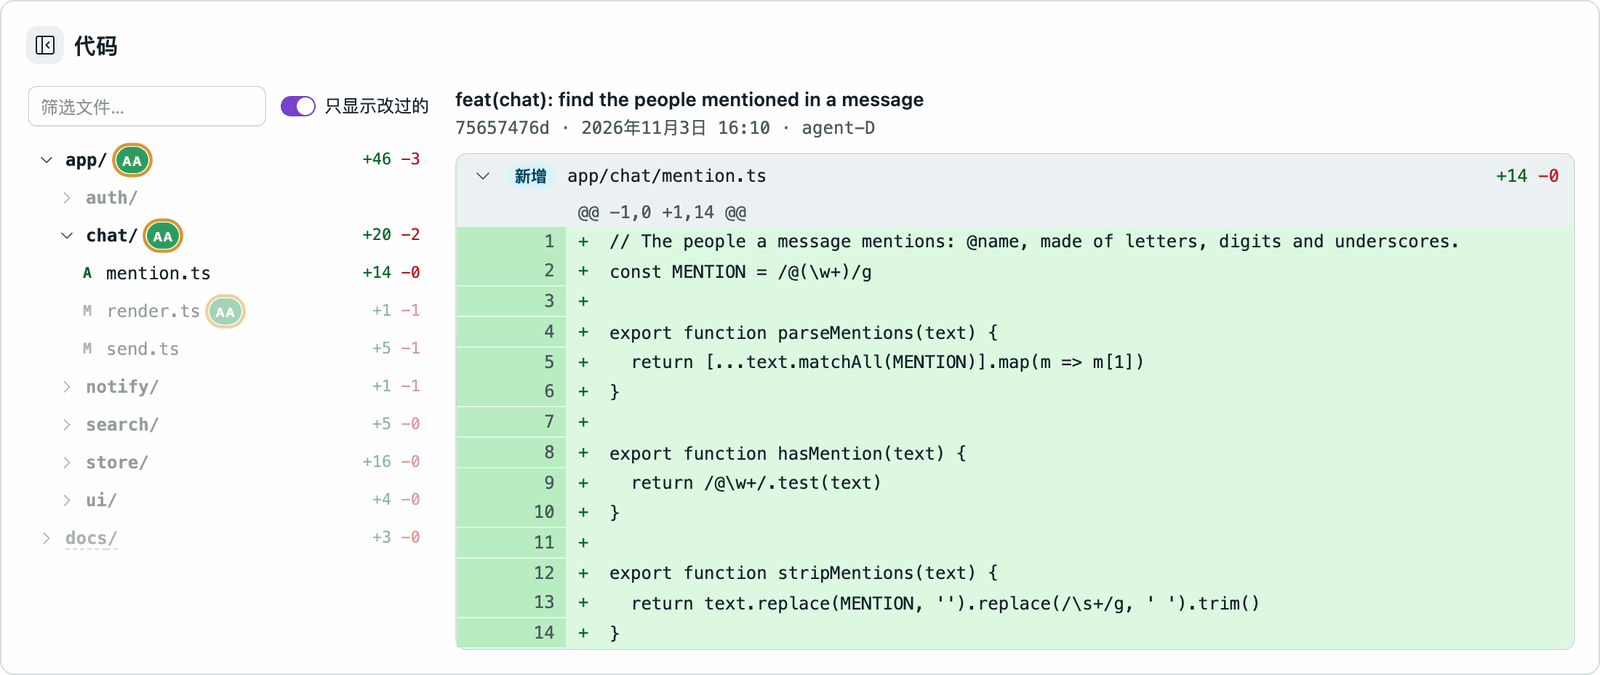 代码
筛选文件...
只显示改过的
app/ AA +46 −3
auth/
chat/ AA +20 −2
A mention.ts +14 −0
M render.ts AA +1 −1
M send.ts +5 −1
notify/ +1 −1
search/ +5 −0
store/ +16 −0
ui/ +4 −0
docs/ +3 −0
feat(chat): find the people mentioned in a message
75657476d · 2026年11月3日 16:10 · agent-D
新增 app/chat/mention.ts +14 −0
@@ −1,0 +1,14 @@
1 + // The people a message mentions: @name, made of letters, digits and underscores.
2 + const MENTION = /@(\w+)/g
3 +
4 + export function parseMentions(text) {
5 + return [...text.matchAll(MENTION)].map(m => m[1])
6 + }
7 +
8 + export function hasMention(text) {
9 + return /@\w+/.test(text)
10 + }
11 +
12 + export function stripMentions(text) {
13 + return text.replace(MENTION, '').replace(/\s+/g, ' ').trim()
14 + }